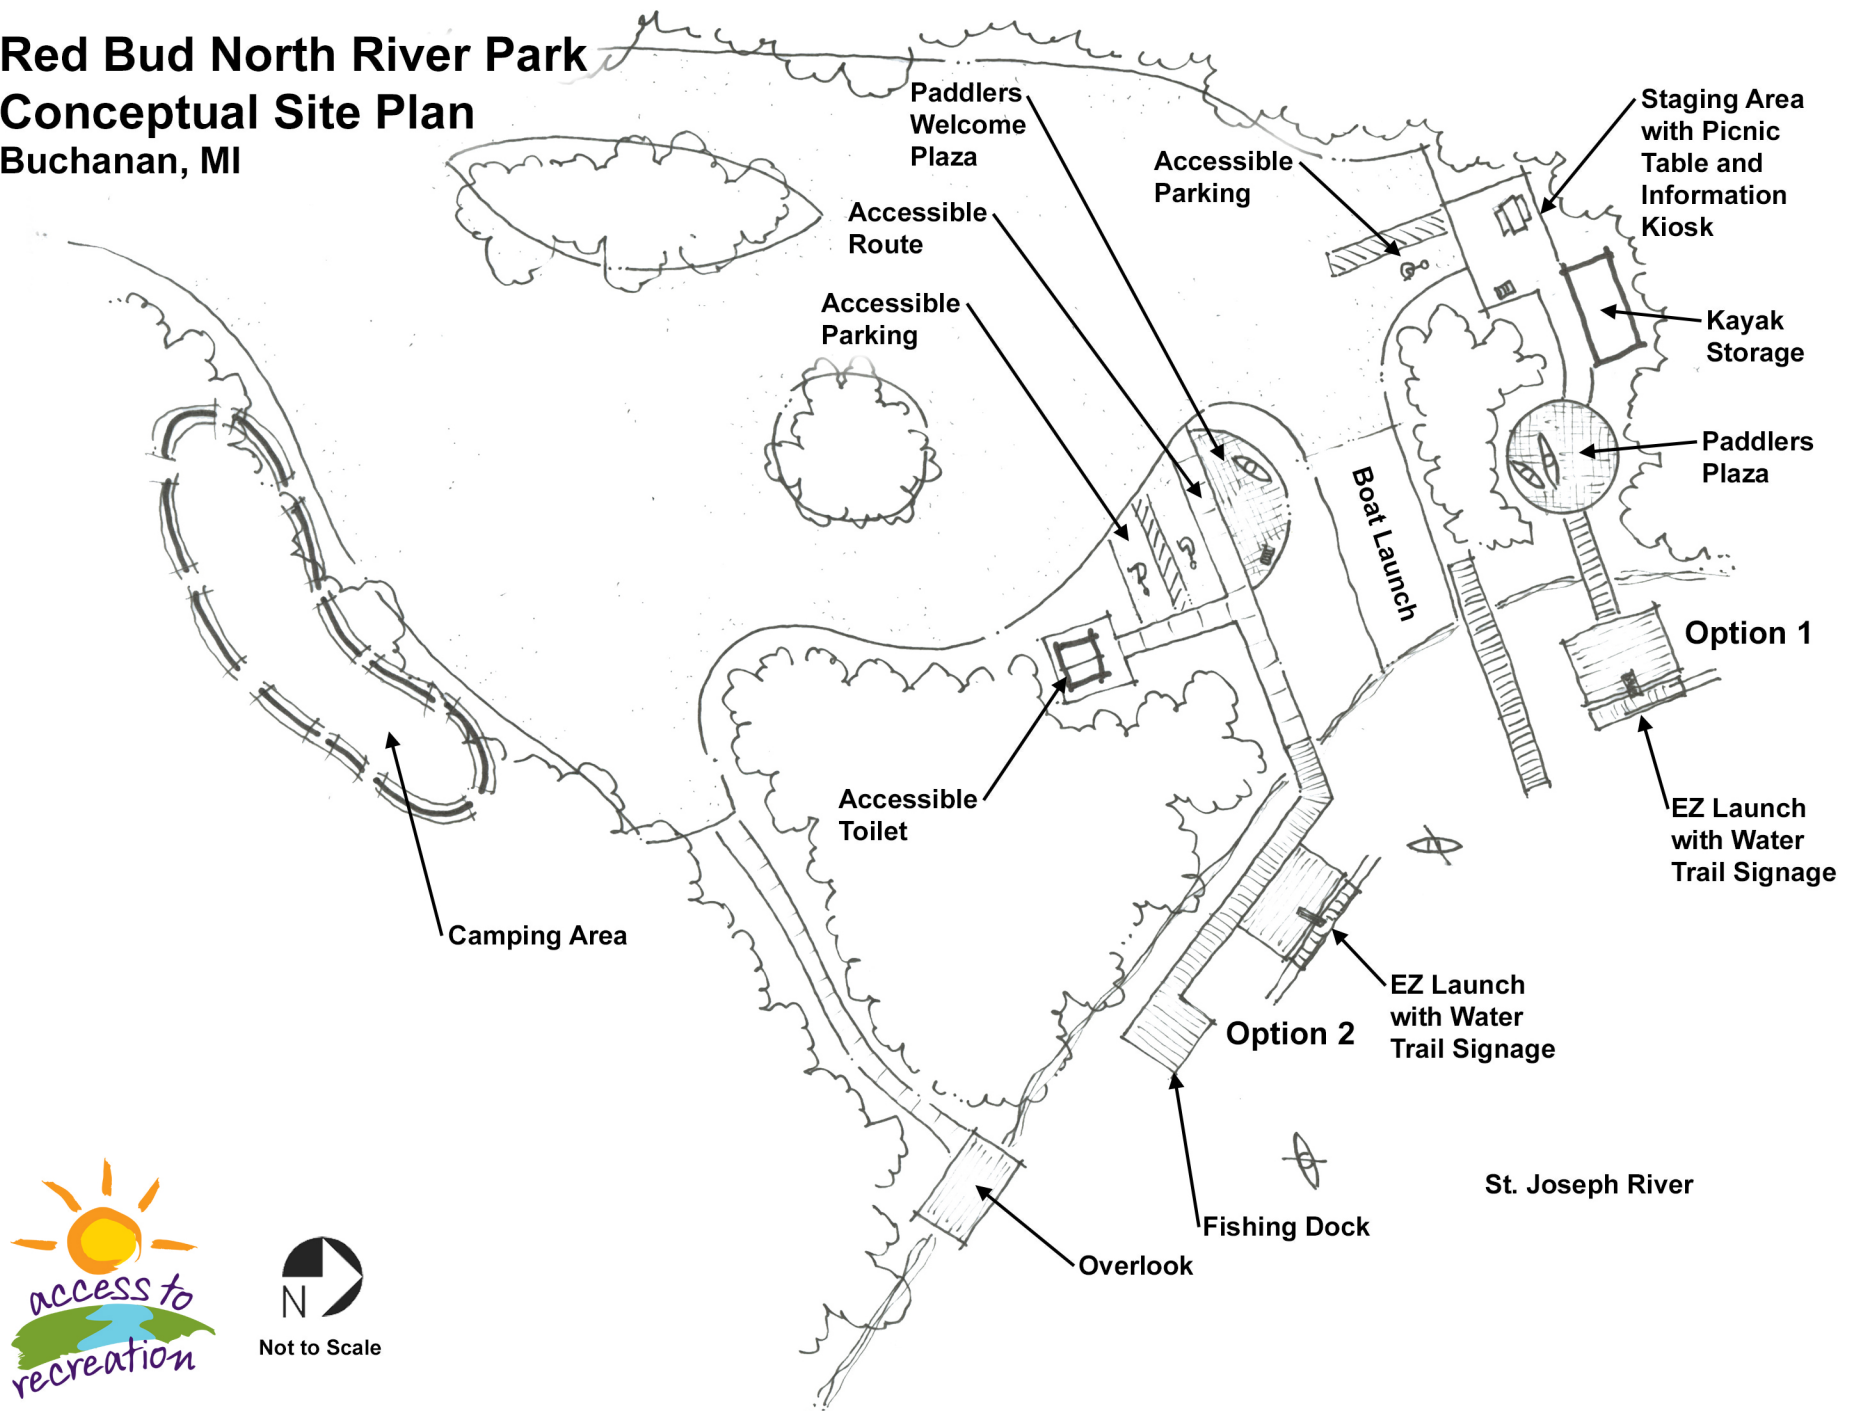 Red Bud North River Park
Conceptual Site Plan
Buchanan, MI
Paddlers
Welcome
Plaza
Accessible
Route
Accessible
Parking
Accessible
Parking
Staging Area
with Picnic
Table and
Information
Kiosk
Kayak
Storage
Paddlers
Plaza
Boat Launch
Option 1
EZ Launch
with Water
Trail Signage
Accessible
Toilet
Camping Area
EZ Launch
with Water
Trail Signage
Option 2
Fishing Dock
Overlook
St. Joseph River
access to
recreation
N
Not to Scale